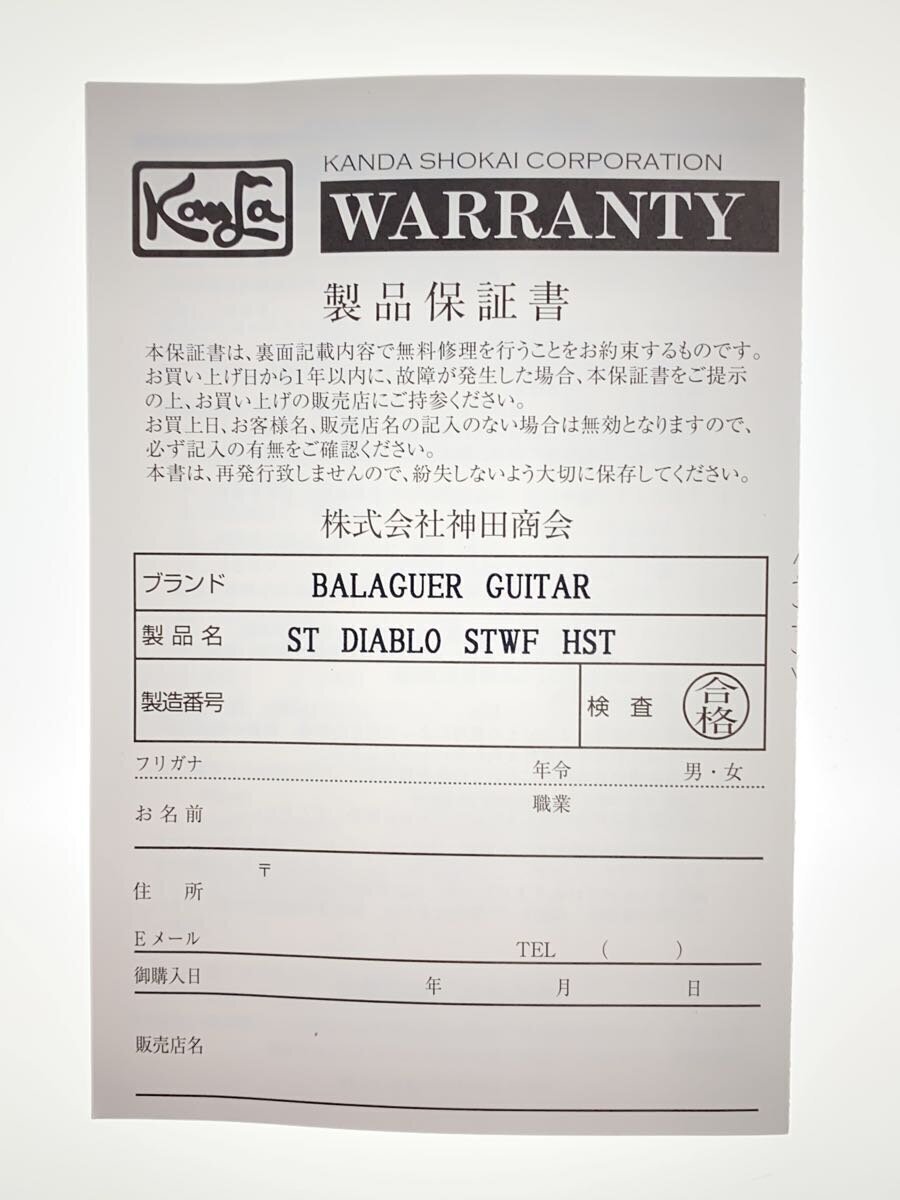 Kanda
KANDA SHOKAI CORPORATION
WARRANTY
製品保証書
本保証書は、裏面記載内容で無料修理を行うことをお約束するものです。
お買い上げ日から1年以内に、故障が発生した場合、本保証書をご提示
の上、お買い上げの販売店にご持参ください。
お買上日、お客様名、販売店名の記入のない場合は無効となりますので、
必ず記入の有無をご確認ください。
本書は、再発行致しませんので、紛失しないよう大切に保存してください。
株式会社神田商会
ブランド BALAGUER GUITAR
製品名 ST DIABLO STWF HST
製造番号 検査 合格
フリガナ 年令 男・女
職業
お名前
〒
住所
Eメール TEL ( )
御購入日 年 月 日
販売店名